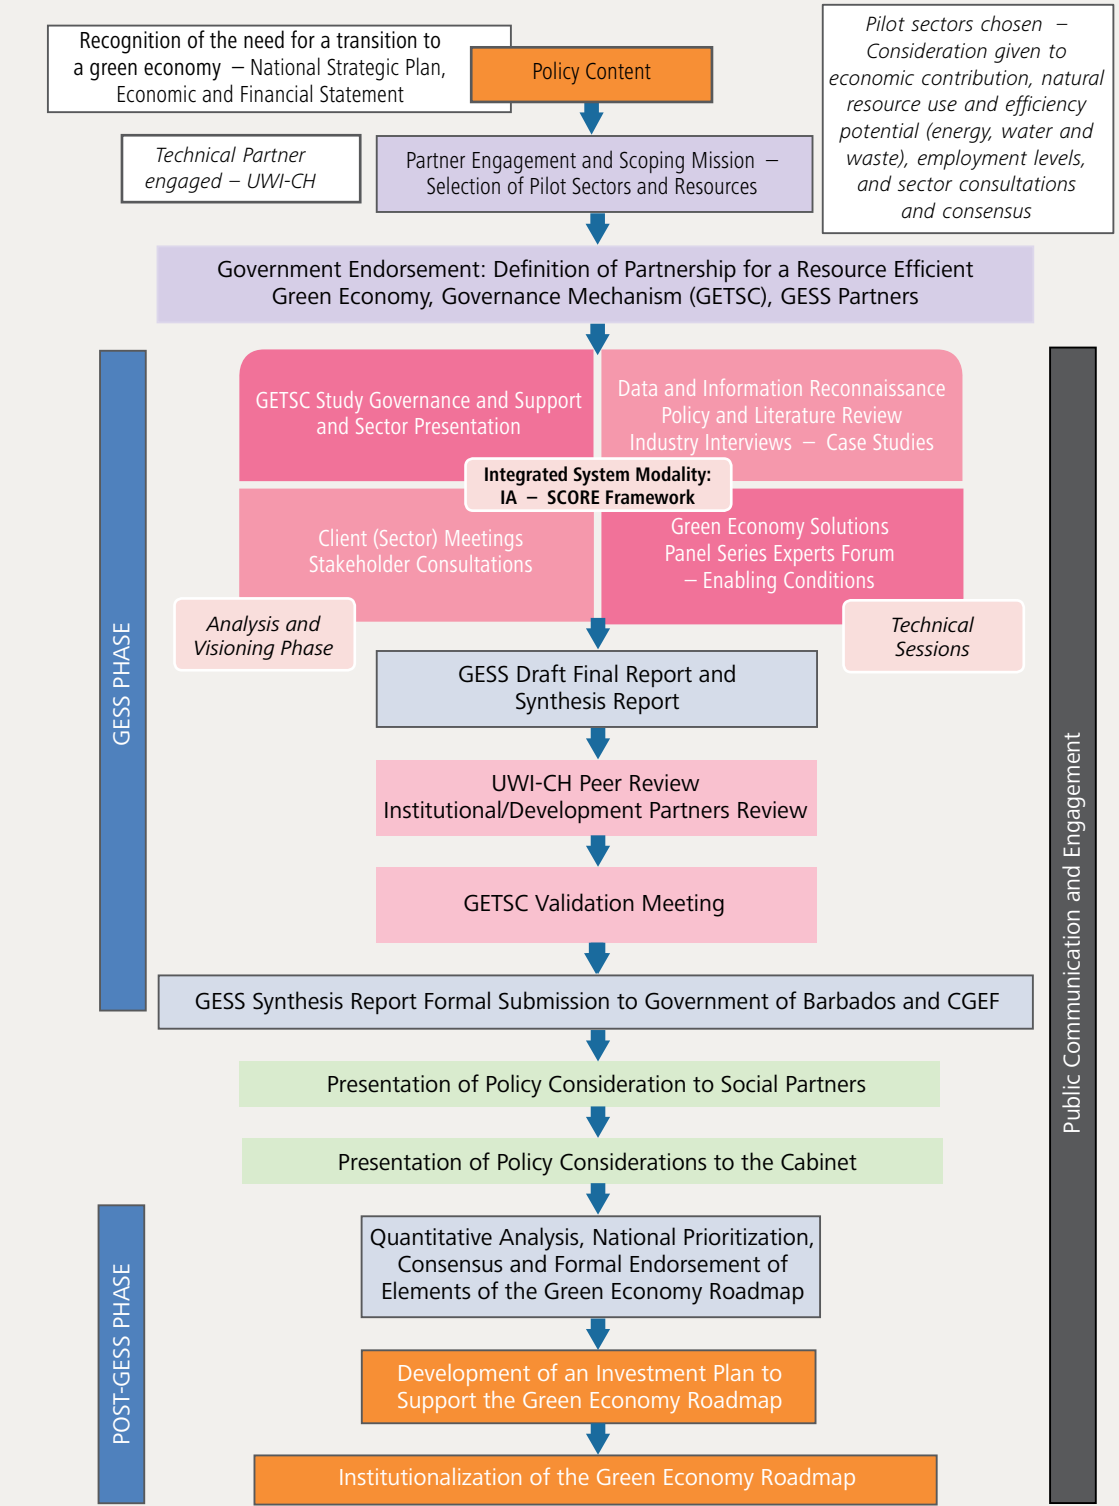 Recognition of the need for a transition to
a green economy – National Strategic Plan,
Economic and Financial Statement
Policy Content
Pilot sectors chosen –
Consideration given to
economic contribution, natural
resource use and efficiency
potential (energy, water and
waste), employment levels,
and sector consultations
and consensus
Technical Partner
engaged – UWI-CH
Partner Engagement and Scoping Mission –
Selection of Pilot Sectors and Resources
Government Endorsement: Definition of Partnership for a Resource Efficient
Green Economy, Governance Mechanism (GETSC), GESS Partners
GESS PHASE
GETSC Study Governance and Support
and Sector Presentation
Data and Information Reconnaissance
Policy and Literature Review
Industry Interviews – Case Studies
Integrated System Modality:
IA – SCORE Framework
Client (Sector) Meetings
Stakeholder Consultations
Green Economy Solutions
Panel Series Experts Forum
– Enabling Conditions
Analysis and
Visioning Phase
Technical
Sessions
GESS Draft Final Report and
Synthesis Report
UWI-CH Peer Review
Institutional/Development Partners Review
GETSC Validation Meeting
GESS Synthesis Report Formal Submission to Government of Barbados and CGEF
Public Communication and Engagement
Presentation of Policy Consideration to Social Partners
Presentation of Policy Considerations to the Cabinet
POST-GESS PHASE
Quantitative Analysis, National Prioritization,
Consensus and Formal Endorsement of
Elements of the Green Economy Roadmap
Development of an Investment Plan to
Support the Green Economy Roadmap
Institutionalization of the Green Economy Roadmap